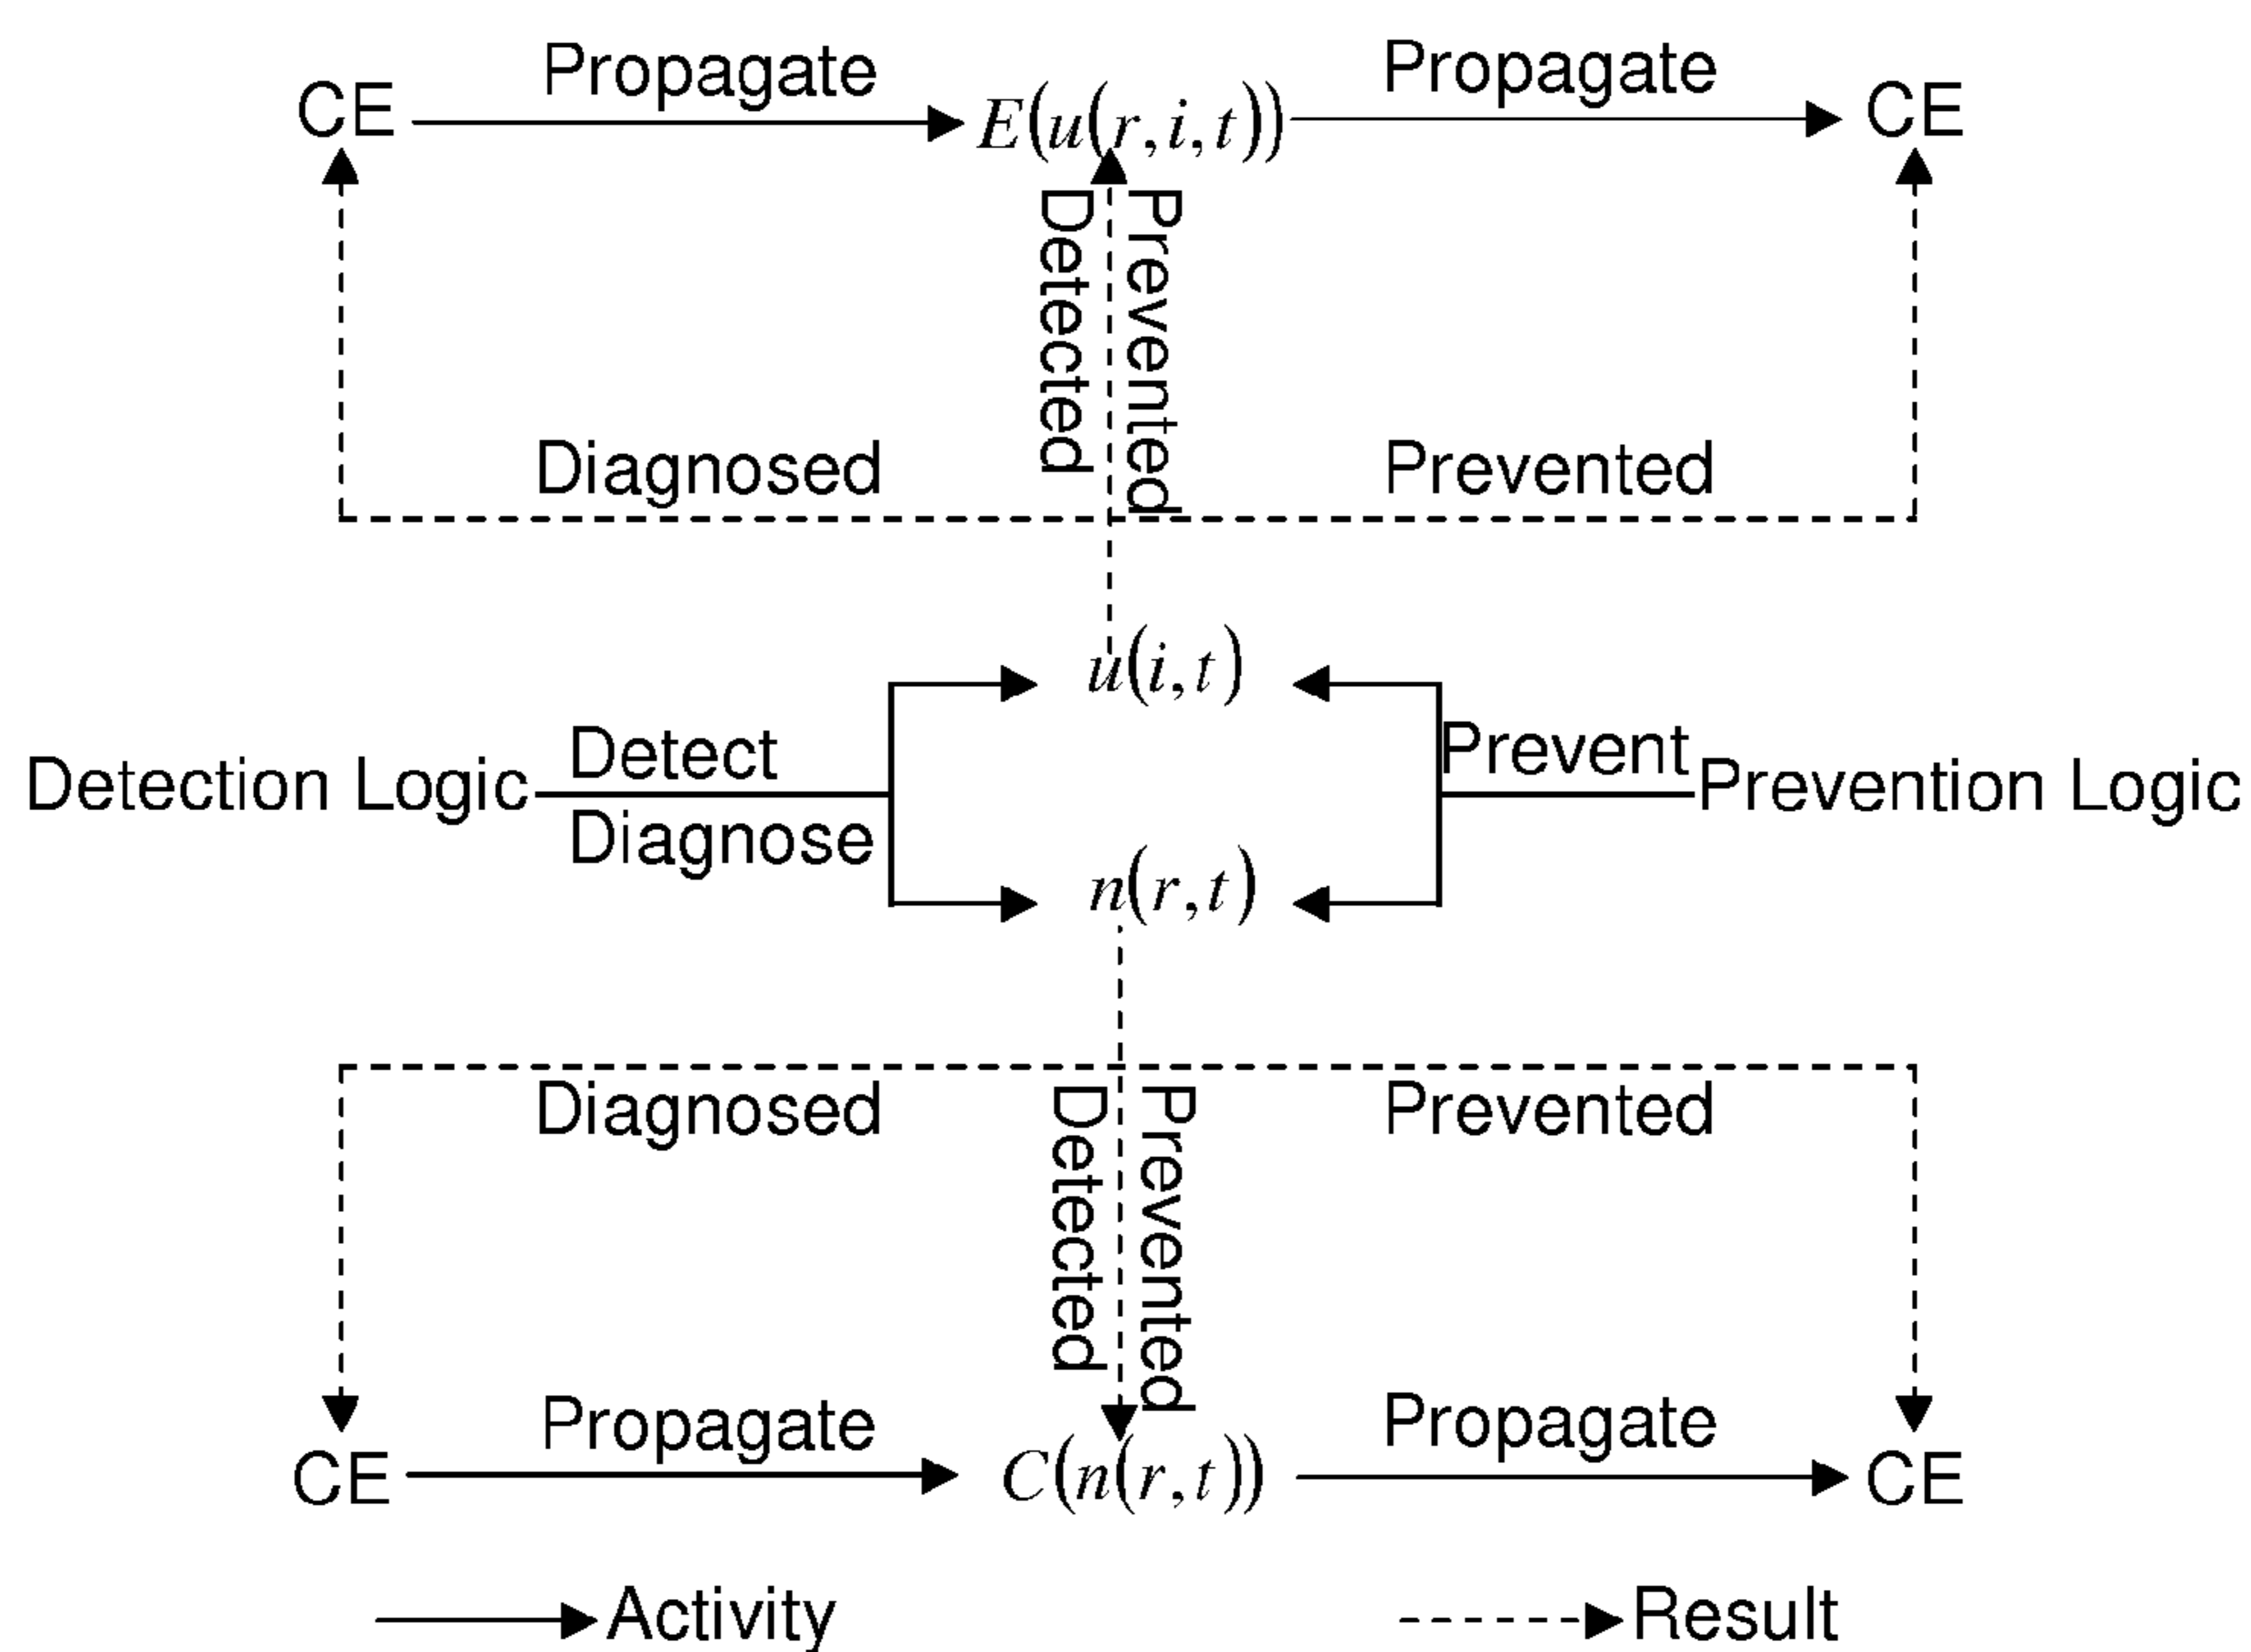 Propagate
Propagate
CE
E(u(r,i,t))
CE
Detected
Prevented
Diagnosed
Prevented
u(i,t)
Detect
Prevent
Detection Logic
Prevention Logic
Diagnose
n(r,t)
Diagnosed
Prevented
Detected
Prevented
Propagate
Propagate
CE
C(n(r,t))
CE
Activity
Result